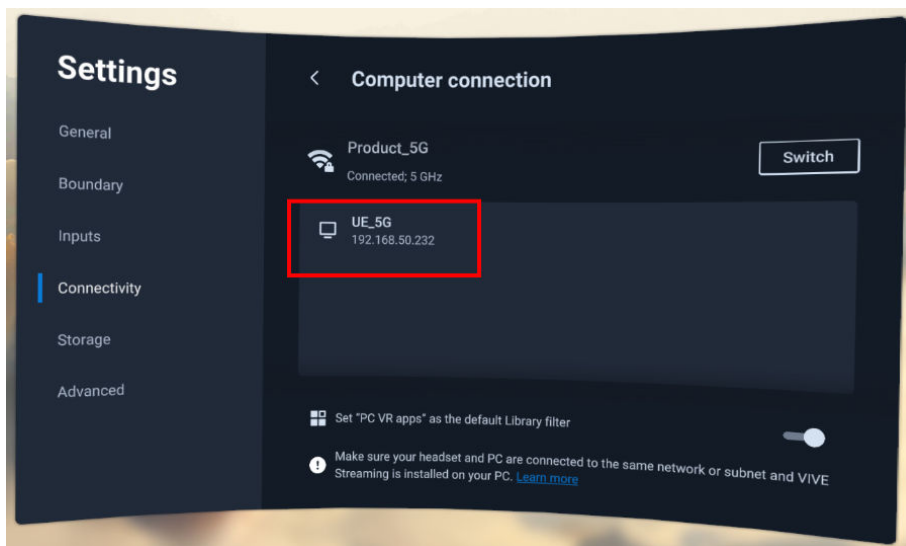 Settings
General
Boundary
Inputs
Connectivity
Storage
Advanced
Computer connection
Product_5G
Connected; 5 GHz
Switch
UE_5G
192.168.50.232
Set "PC VR apps" as the default Library filter
Make sure your headset and PC are connected to the same network or subnet and VIVE
Streaming is installed on your PC. Learn more